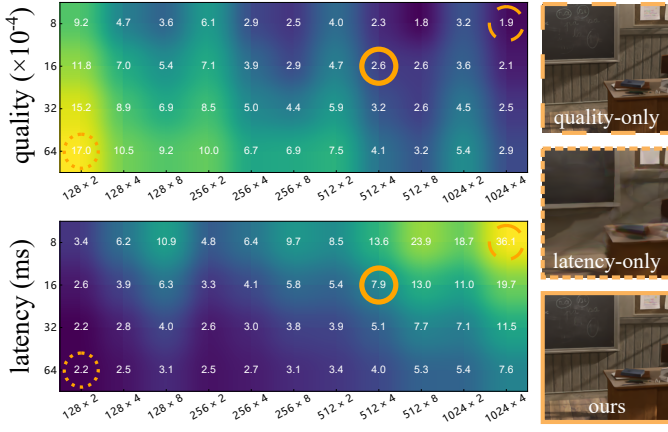 quality (×10⁻⁴)
8 9.2 4.7 3.6 6.1 2.9 2.5 4.0 2.3 1.8 3.2 1.9
16 11.8 7.0 5.4 7.1 3.9 2.9 4.7 2.6 2.6 3.6 2.1
32 15.2 8.9 6.9 8.5 5.0 4.4 5.9 3.2 2.6 4.5 2.5
64 17.0 10.5 9.2 10.0 6.7 6.9 7.5 4.1 3.2 5.4 2.9
128 × 2 128 × 4 128 × 8 256 × 2 256 × 4 256 × 8 512 × 2 512 × 4 512 × 8 1024 × 2 1024 × 4
latency (ms)
8 3.4 6.2 10.9 4.8 6.4 9.7 8.5 13.6 23.9 18.7 36.1
16 2.6 3.9 6.3 3.3 4.1 5.8 5.4 7.9 13.0 11.0 19.7
32 2.2 2.8 4.0 2.6 3.0 3.8 3.9 5.1 7.7 7.1 11.5
64 2.2 2.5 3.1 2.5 2.7 3.1 3.4 4.0 5.3 5.4 7.6
128 × 2 128 × 4 128 × 8 256 × 2 256 × 4 256 × 8 512 × 2 512 × 4 512 × 8 1024 × 2 1024 × 4
quality-only
latency-only
ours